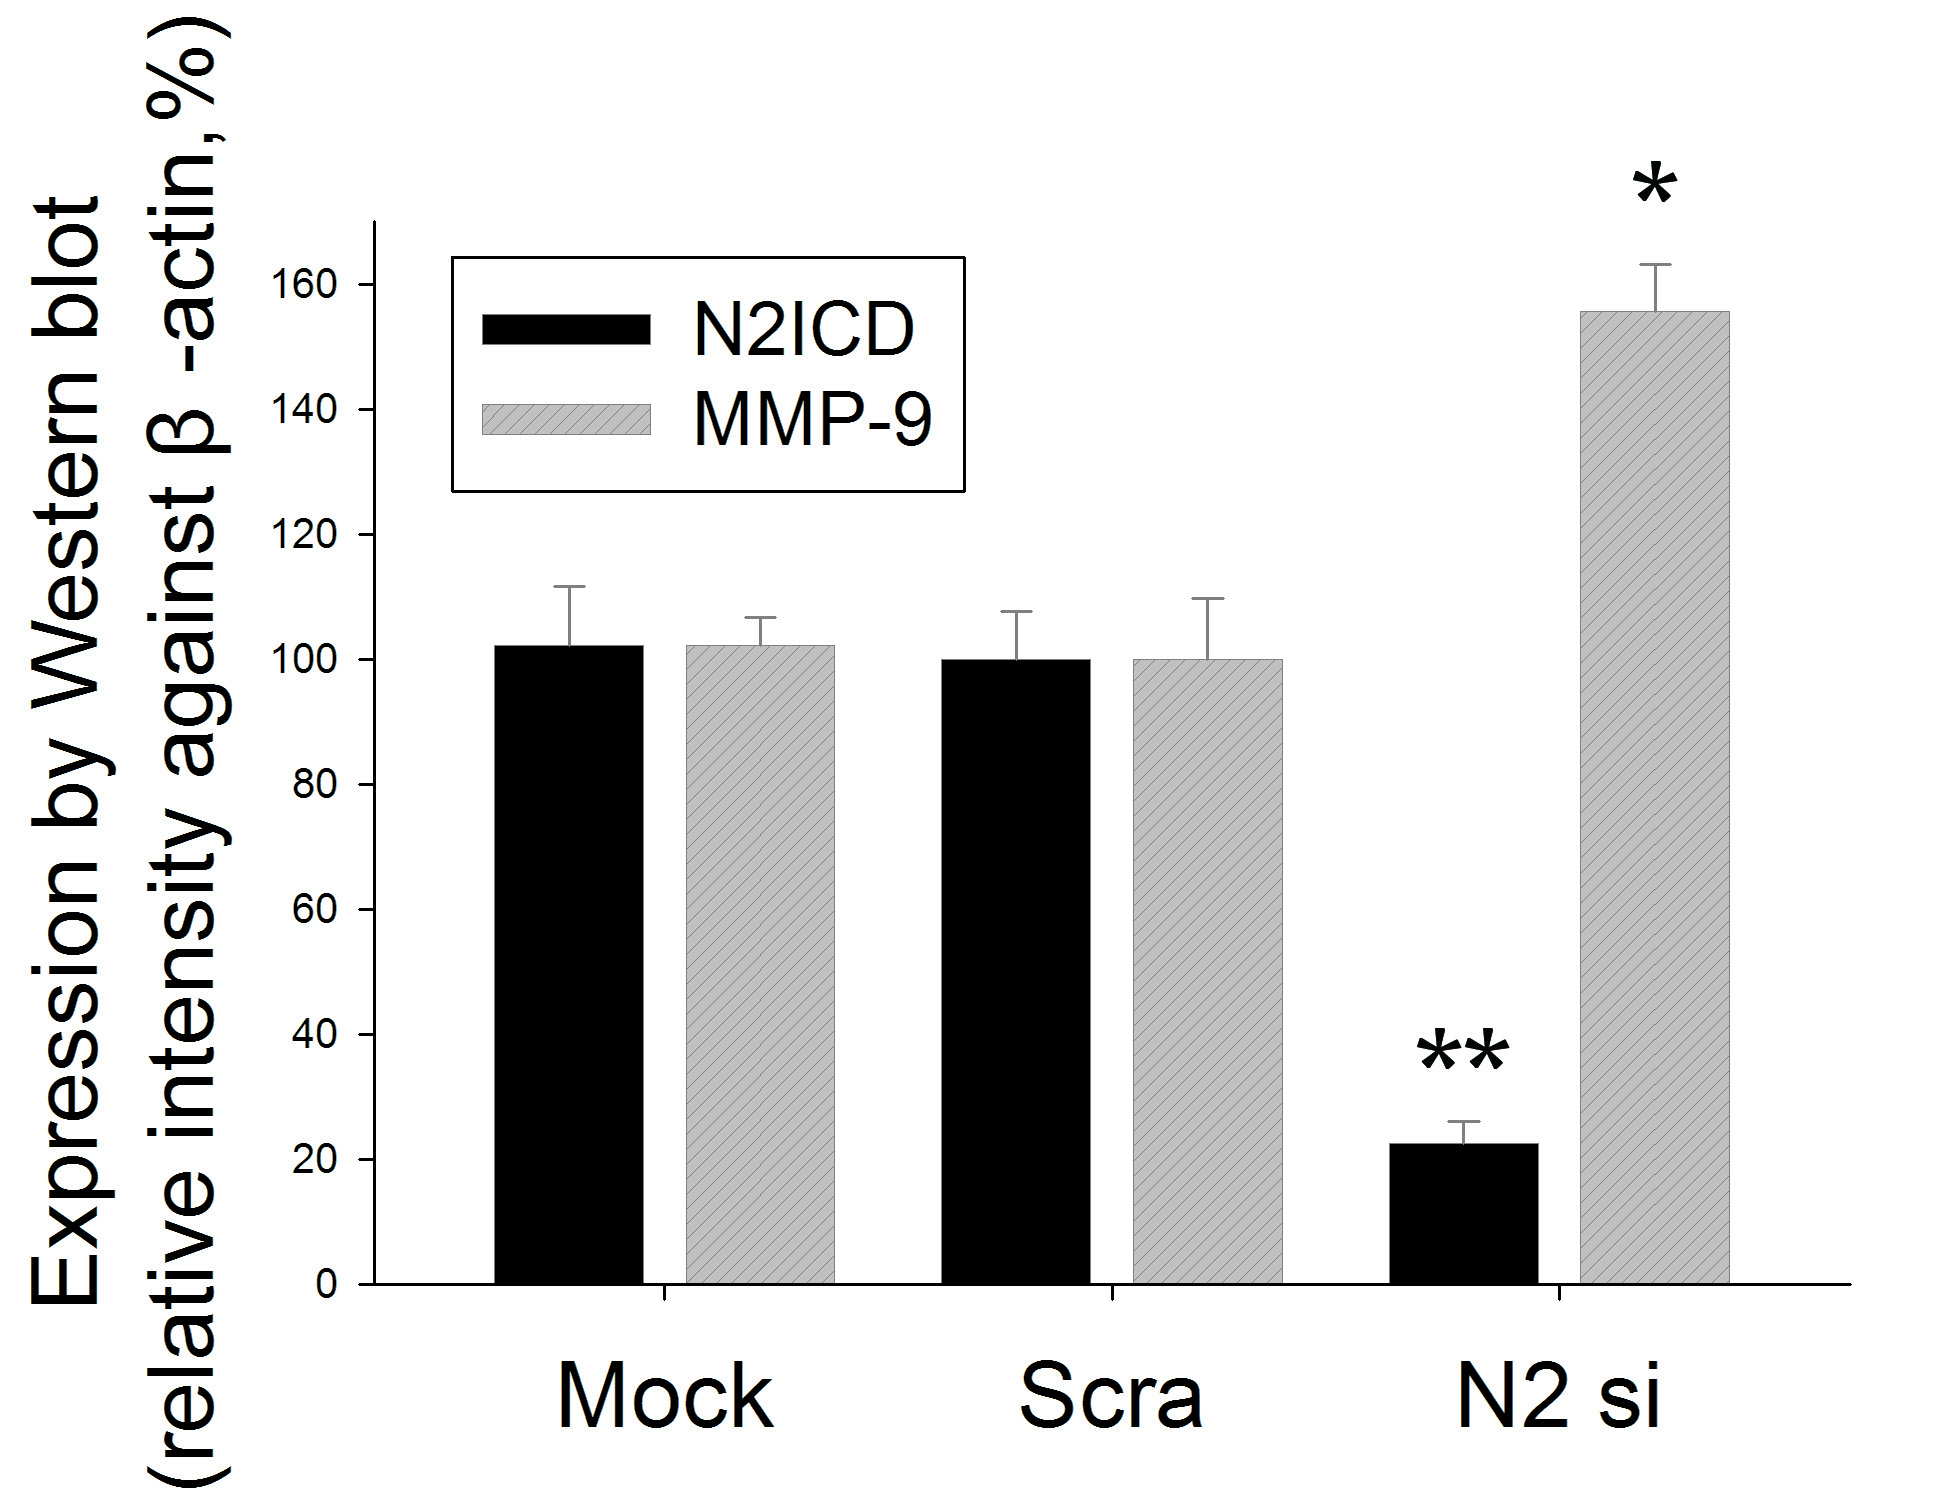 Expression by Western blot
(relative intensity against β -actin,%)
*
160
140
120
100
80
60
40
20
0
N2ICD
MMP-9
**
Mock
Scra
N2 si